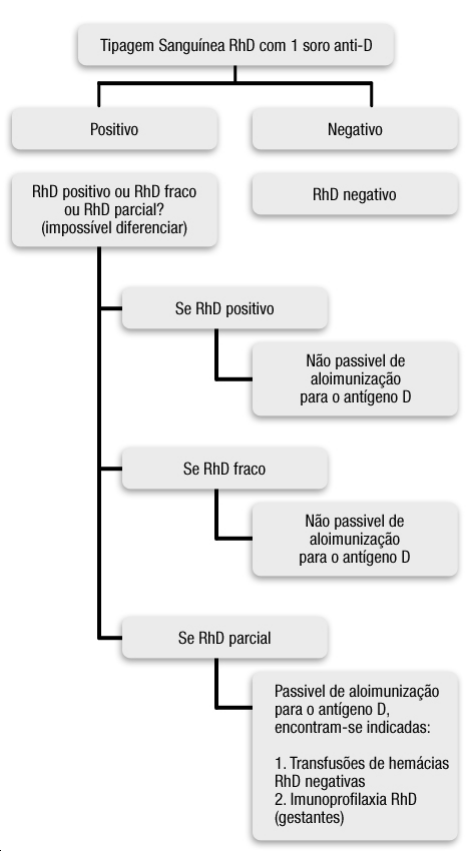 Tipagem Sanguínea RhD com 1 soro anti-D
Positivo
Negativo
RhD positivo ou RhD fraco
ou RhD parcial?
(impossível diferenciar)
RhD negativo
Se RhD positivo
Não passivel de
aloimunização
para o antígeno D
Se RhD fraco
Não passivel de
aloimunização
para o antígeno D
Se RhD parcial
Passivel de aloimunização
para o antígeno D,
encontram-se indicadas:
1. Transfusões de hemácias
RhD negativas
2. Imunoprofilaxia RhD
(gestantes)